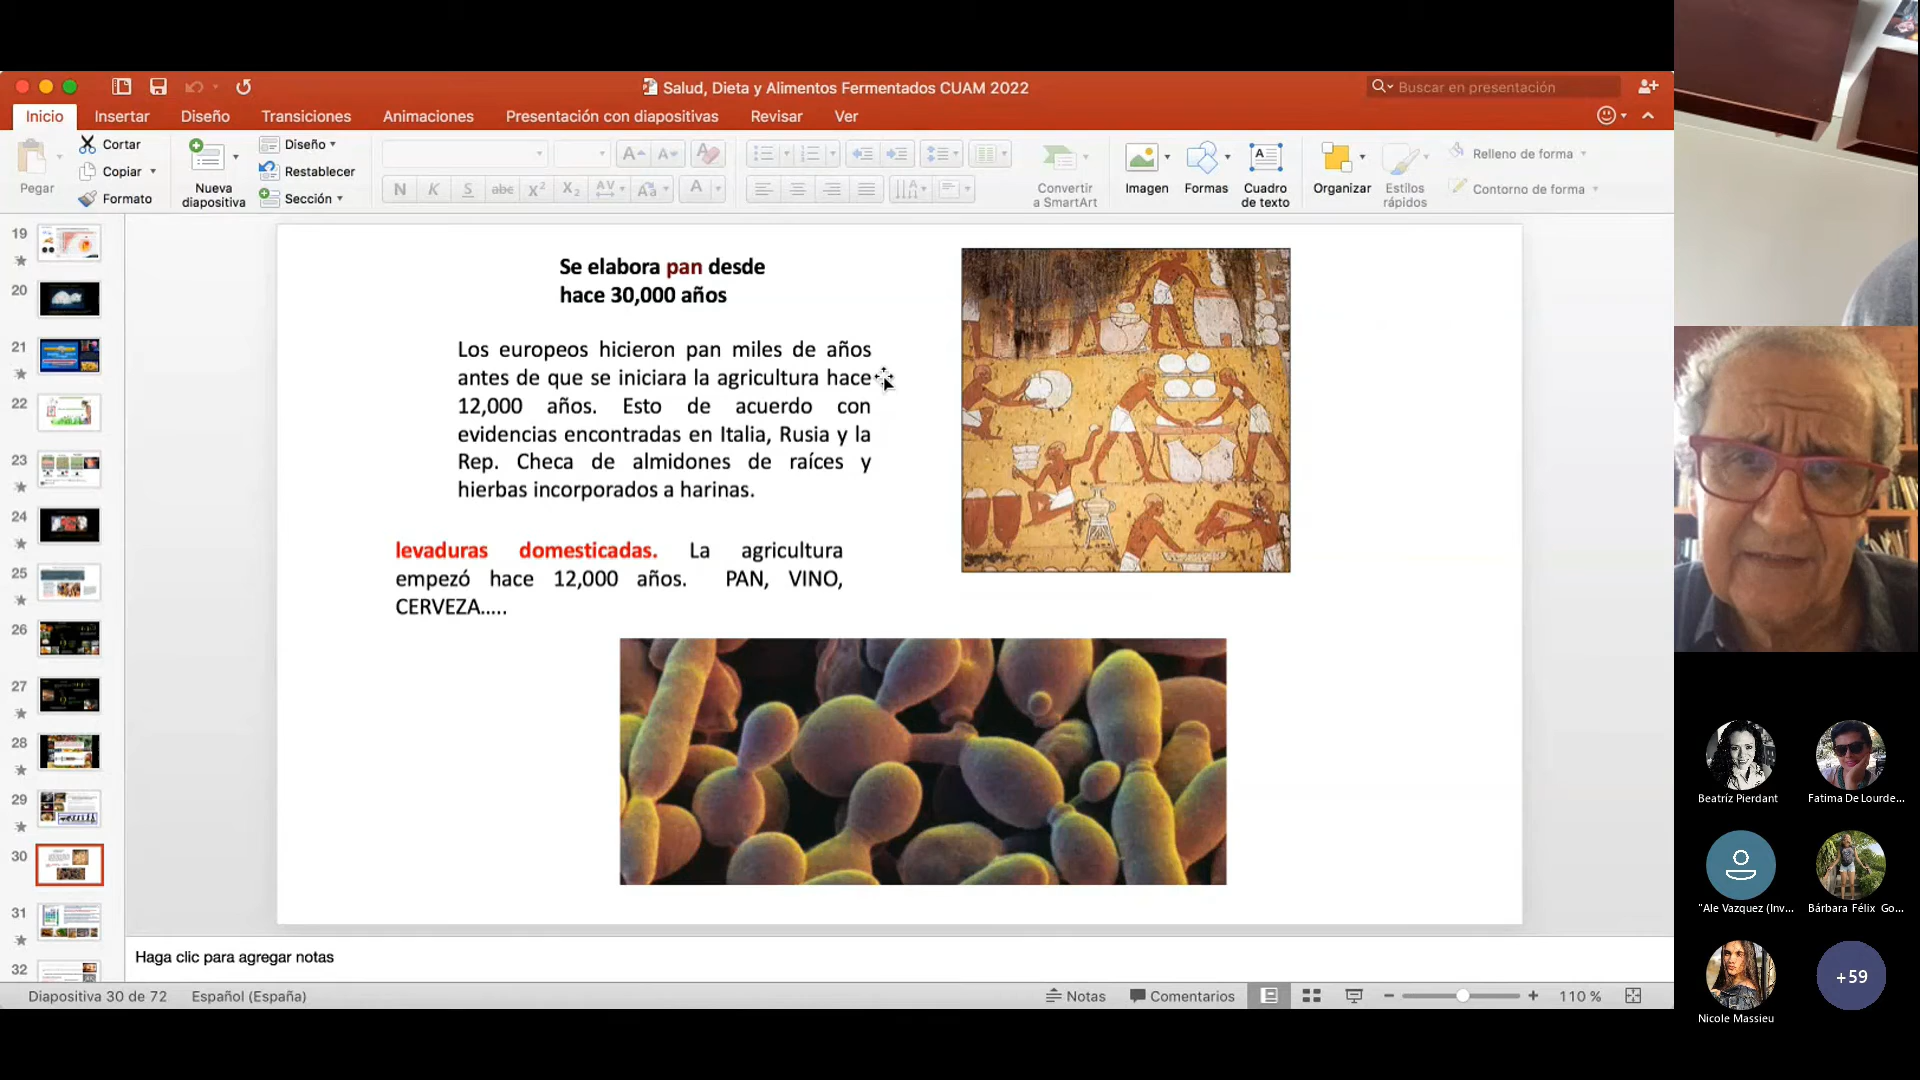 Salud, Dieta y Alimentos Fermentados CUAM 2022
Buscar en presentación
Inicio
Insertar
Diseño
Transiciones
Animaciones
Presentación con diapositivas
Revisar
Ver
Pegar
Cortar
Copiar
Formato
Nueva
diapositiva
Diseño
Restablecer
Sección
N K S abc X² X₂ AV Aa A
Convertir
a SmartArt
Imagen
Formas
Cuadro
de texto
Organizar
Estilos
rápidos
Relleno de forma
Contorno de forma
19
20
21
22
23
24
25
26
27
28
29
30
31
32
Se elabora pan desde
hace 30,000 años
Los europeos hicieron pan miles de años
antes de que se iniciara la agricultura hace
12,000 años. Esto de acuerdo con
evidencias encontradas en Italia, Rusia y la
Rep. Checa de almidones de raíces y
hierbas incorporados a harinas.
levaduras domesticadas. La agricultura
empezó hace 12,000 años. PAN, VINO,
CERVEZA.....
Haga clic para agregar notas
Diapositiva 30 de 72
Español (España)
Notas
Comentarios
110 %
Beatríz Pierdant
Fatima De Lourde...
"Ale Vazquez (Inv...
Bárbara Félix Go...
Nicole Massieu
+59